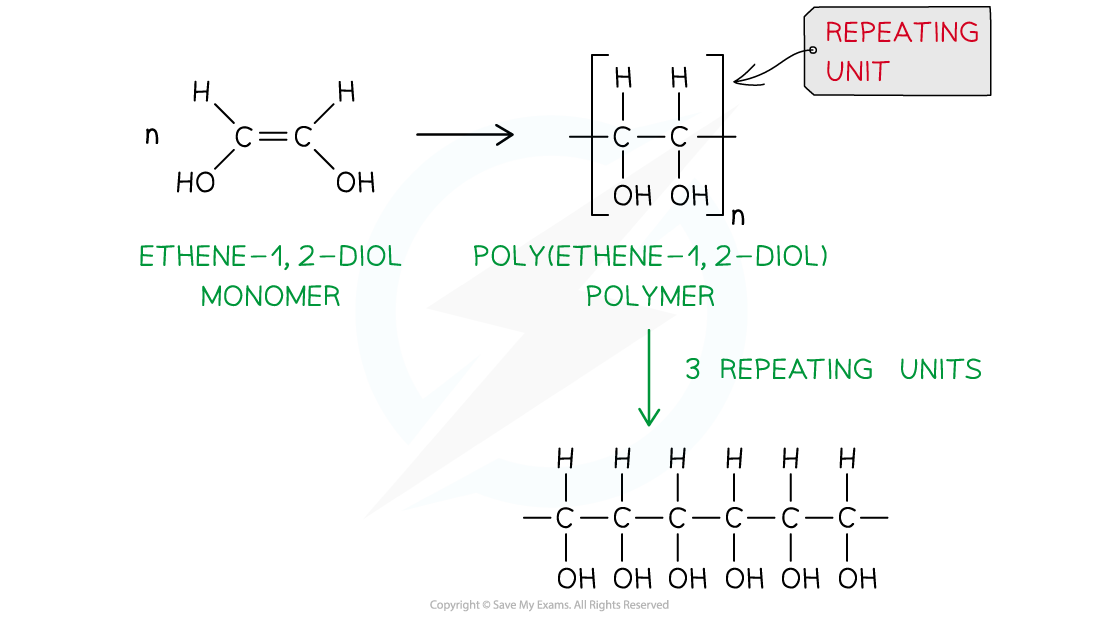 REPEATING
UNIT
H H
n C=C
HO OH
H H
C C
OH OH
n
ETHENE-1, 2-DIOL
MONOMER
POLY(ETHENE-1, 2-DIOL)
POLYMER
3 REPEATING UNITS
H H H H H H
C C C C C C
OH OH OH OH OH OH
Copyright © Save My Exams. All Rights Reserved